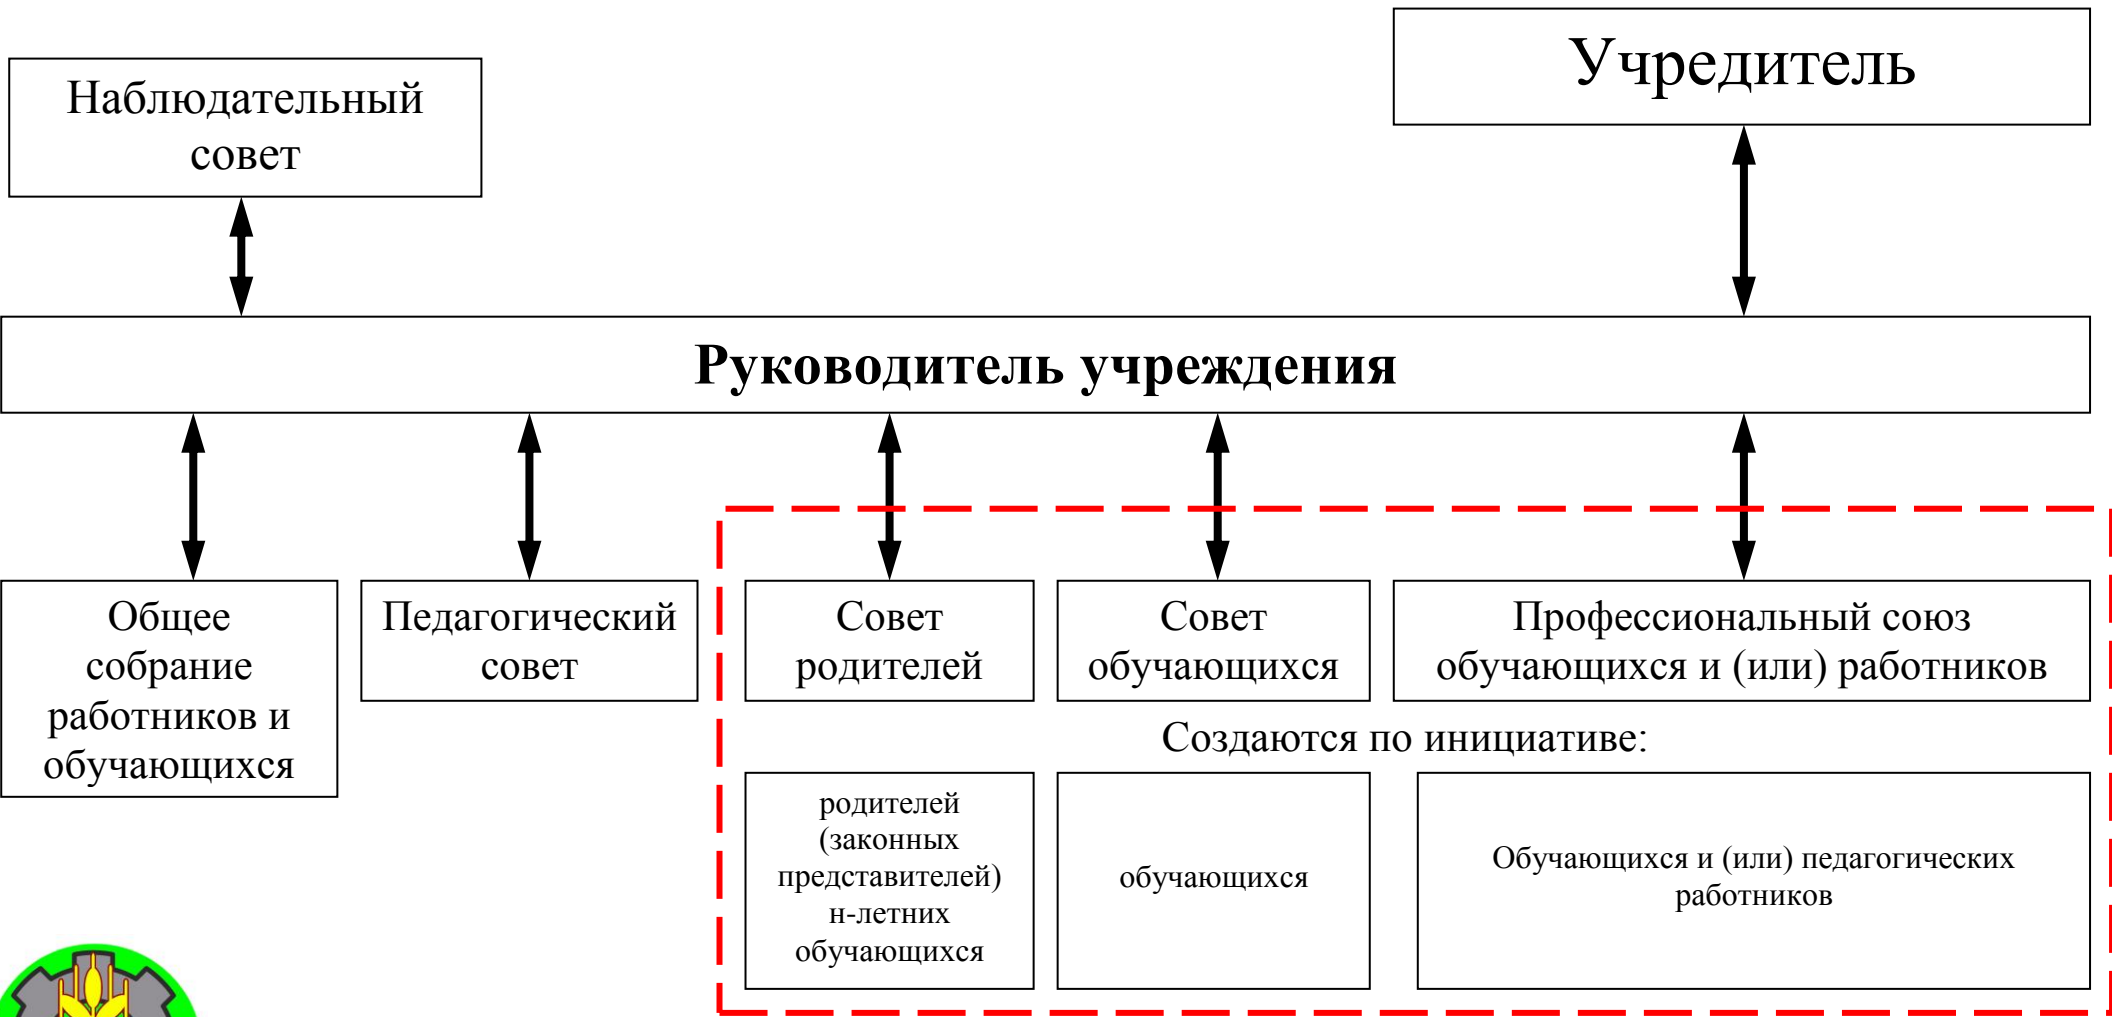 Учредитель
Наблюдательный
совет
Руководитель учреждения
Общее
собрание
работников и
обучающихся
Педагогический
совет
Совет
родителей
Совет
обучающихся
Профессиональный союз
обучающихся и (или) работников
Создаются по инициативе:
родителей
(законных
представителей)
н-летних
обучающихся
обучающихся
Обучающихся и (или) педагогических
работников